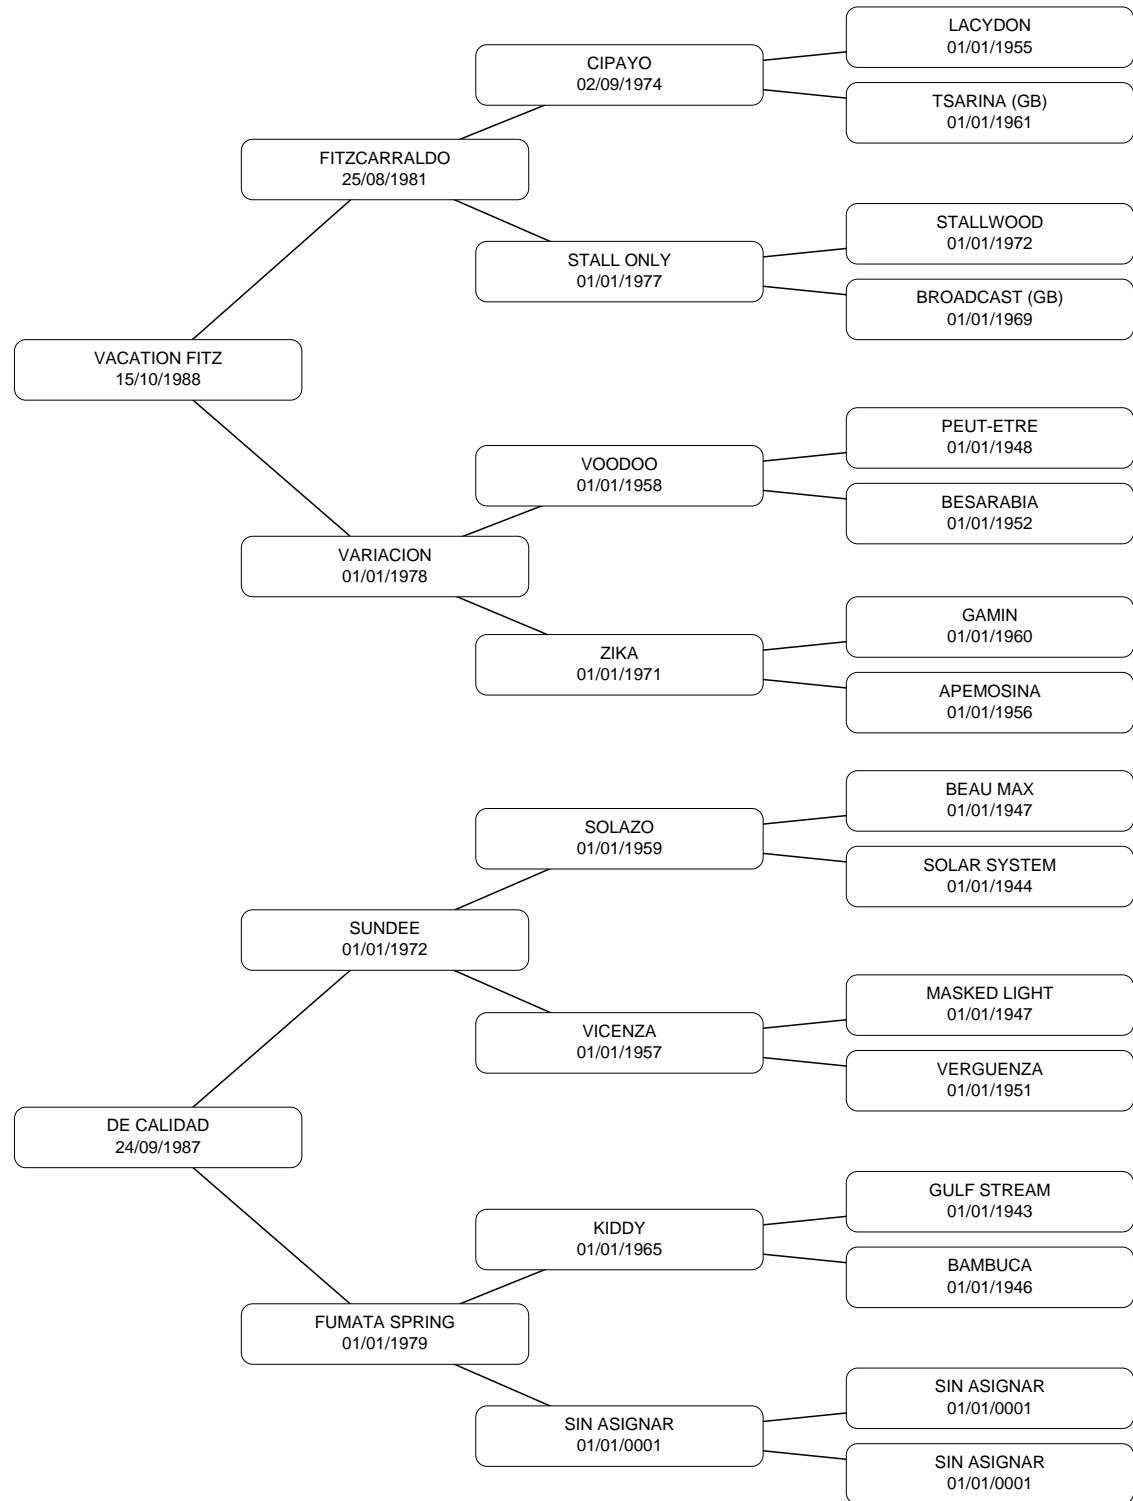 LACYDON
01/01/1955
CIPAYO
02/09/1974
TSARINA (GB)
01/01/1961
FITZCARRALDO
25/08/1981
STALLWOOD
01/01/1972
STALL ONLY
01/01/1977
BROADCAST (GB)
01/01/1969
VACATION FITZ
15/10/1988
PEUT-ETRE
01/01/1948
VOODOO
01/01/1958
BESARABIA
01/01/1952
VARIACION
01/01/1978
GAMIN
01/01/1960
ZIKA
01/01/1971
APEMOSINA
01/01/1956
BEAU MAX
01/01/1947
SOLAZO
01/01/1959
SOLAR SYSTEM
01/01/1944
SUNDEE
01/01/1972
MASKED LIGHT
01/01/1947
VICENZA
01/01/1957
VERGUENZA
01/01/1951
DE CALIDAD
24/09/1987
GULF STREAM
01/01/1943
KIDDY
01/01/1965
BAMBUCA
01/01/1946
FUMATA SPRING
01/01/1979
SIN ASIGNAR
01/01/0001
SIN ASIGNAR
01/01/0001
SIN ASIGNAR
01/01/0001